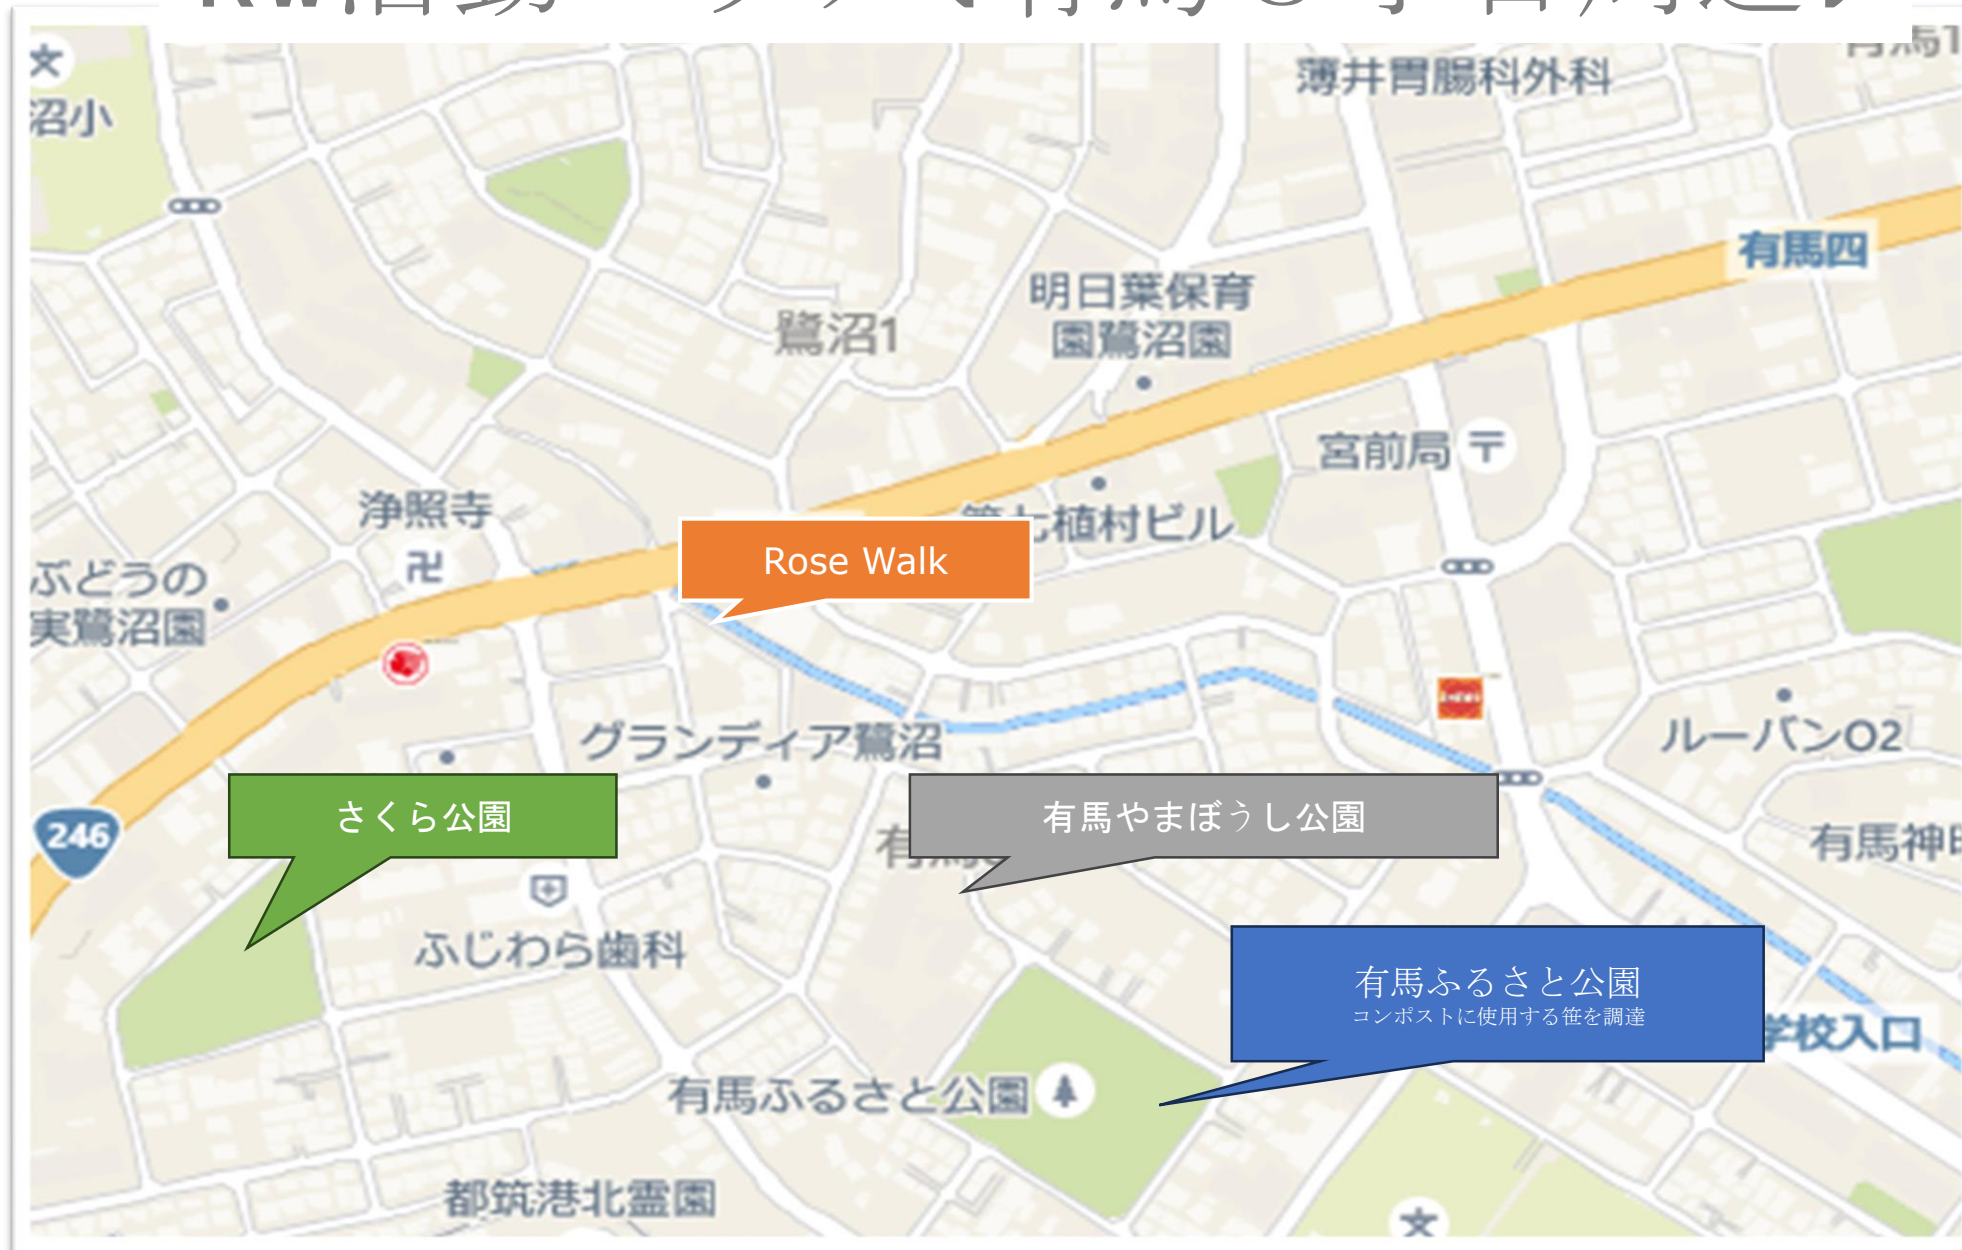 沼小
薄井胃腸科外科
有馬1
有馬四
明日葉保育
園鷺沼園
鷺沼1
宮前局
浄照寺
植村ビル
Rose Walk
ぶどうの
実鷺沼園
グランディア鷺沼
ルーバンO2
246
さくら公園
有馬やまぼうし公園
有馬神
ふじわら歯科
有馬ふるさと公園
コンポストに使用する笹を調達
学校入口
有馬ふるさと公園
都筑港北霊園